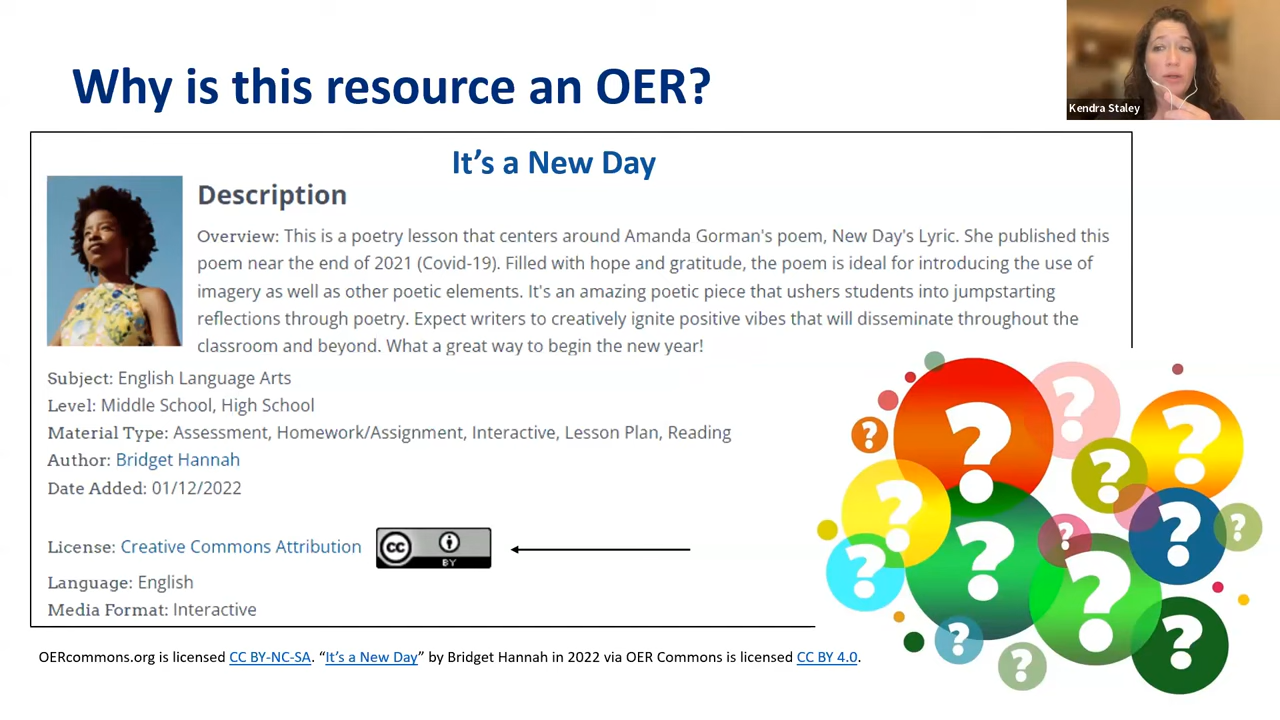 Why is this resource an OER?
Kendra Staley
It's a New Day
Description
Overview: This is a poetry lesson that centers around Amanda Gorman's poem, New Day's Lyric. She published this
poem near the end of 2021 (Covid-19). Filled with hope and gratitude, the poem is ideal for introducing the use of
imagery as well as other poetic elements. It's an amazing poetic piece that ushers students into jumpstarting
reflections through poetry. Expect writers to creatively ignite positive vibes that will disseminate throughout the
classroom and beyond. What a great way to begin the new year!
Subject: English Language Arts
Level: Middle School, High School
Material Type: Assessment, Homework/Assignment, Interactive, Lesson Plan, Reading
Author: Bridget Hannah
Date Added: 01/12/2022
License: Creative Commons Attribution
cc
BY
Language: English
Media Format: Interactive
? ? ? ? ? ? ? ? ? ? ? ? ? ?
OERcommons.org is licensed CC BY-NC-SA. “It’s a New Day” by Bridget Hannah in 2022 via OER Commons is licensed CC BY 4.0.